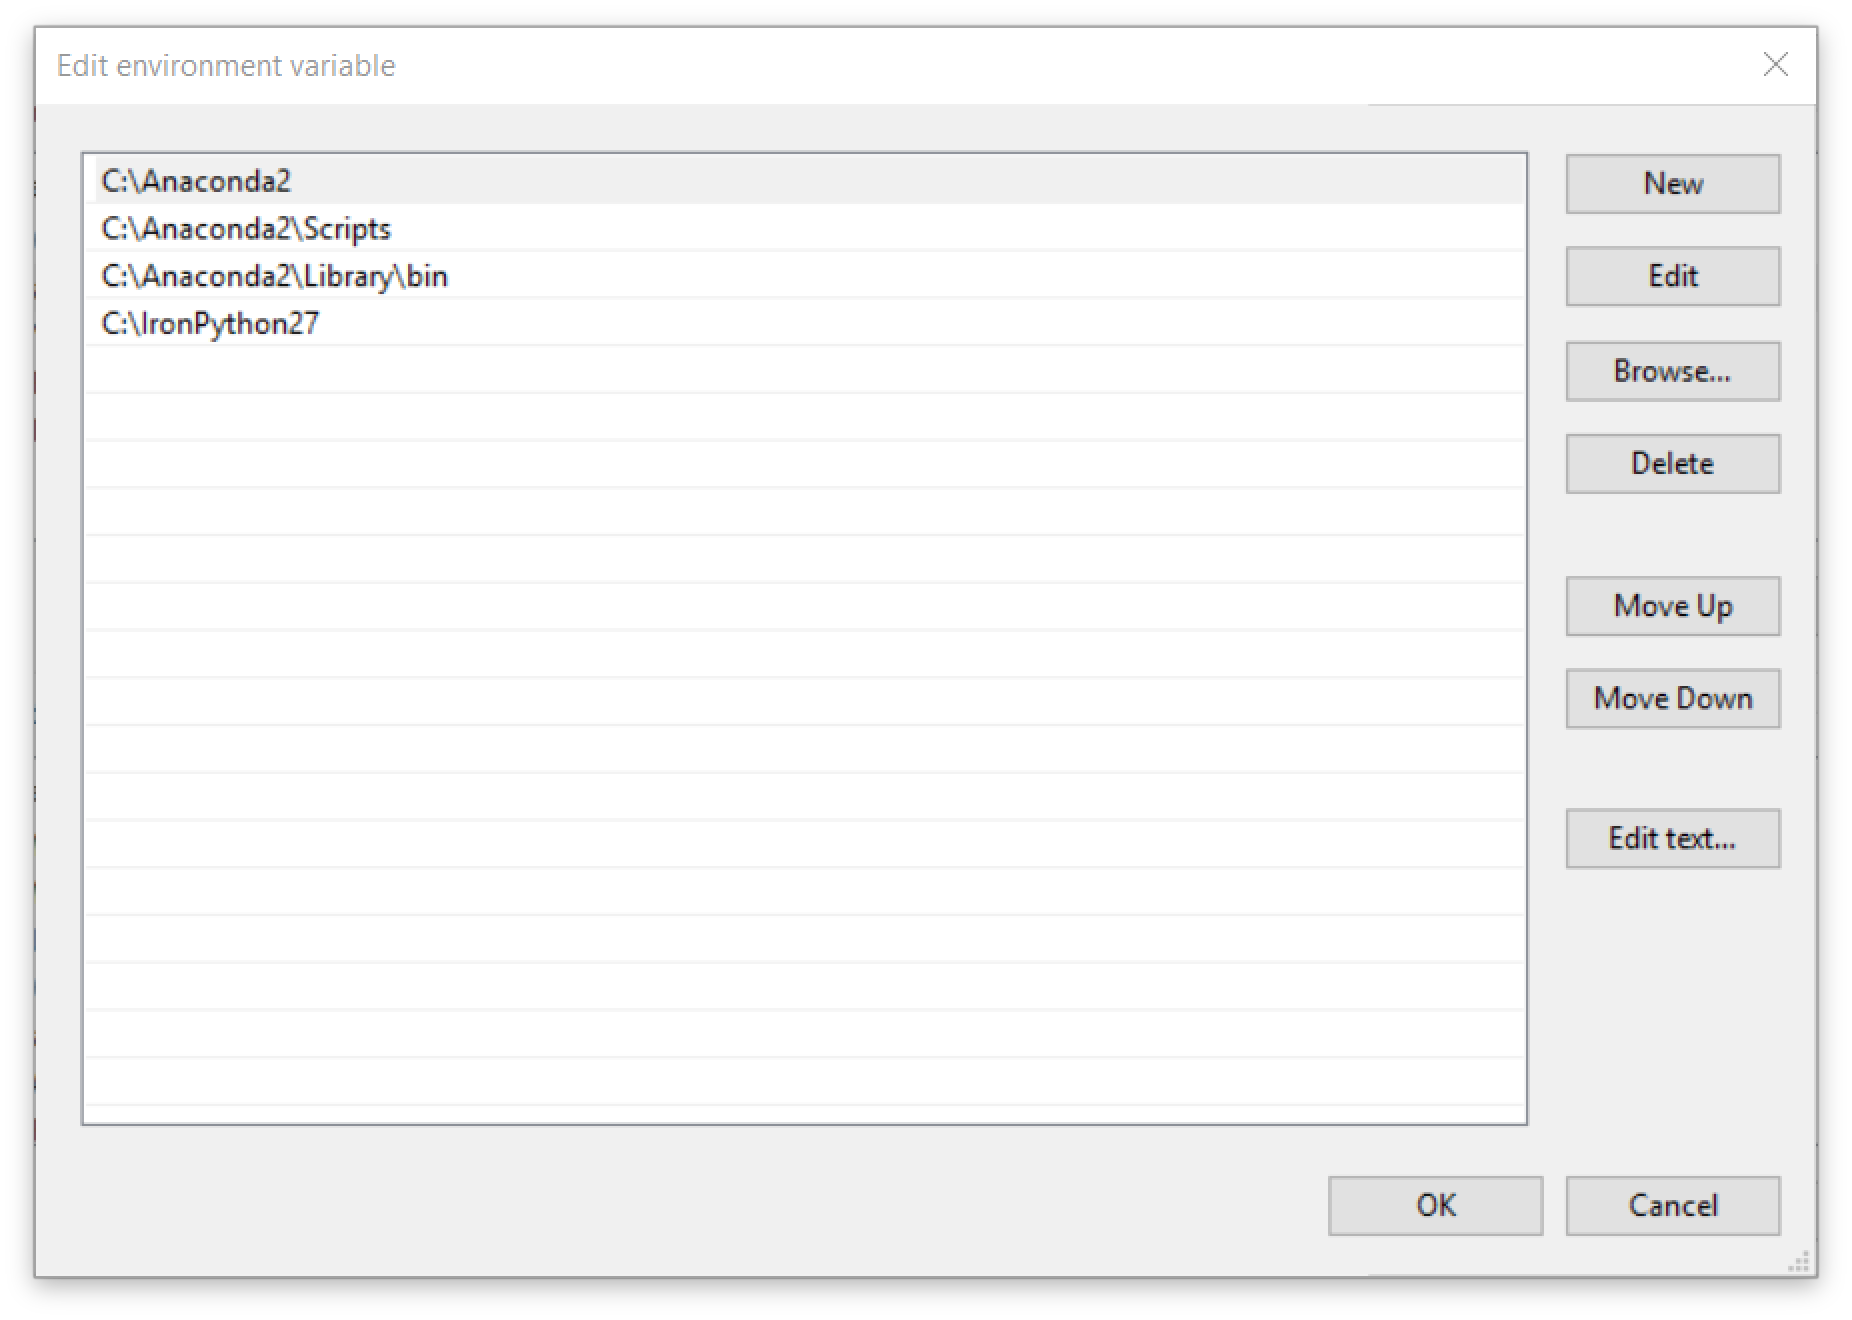 Edit environment variable
C:\Anaconda2
C:\Anaconda2\Scripts
C:\Anaconda2\Library\bin
C:\IronPython27
New
Edit
Browse...
Delete
Move Up
Move Down
Edit text...
OK
Cancel